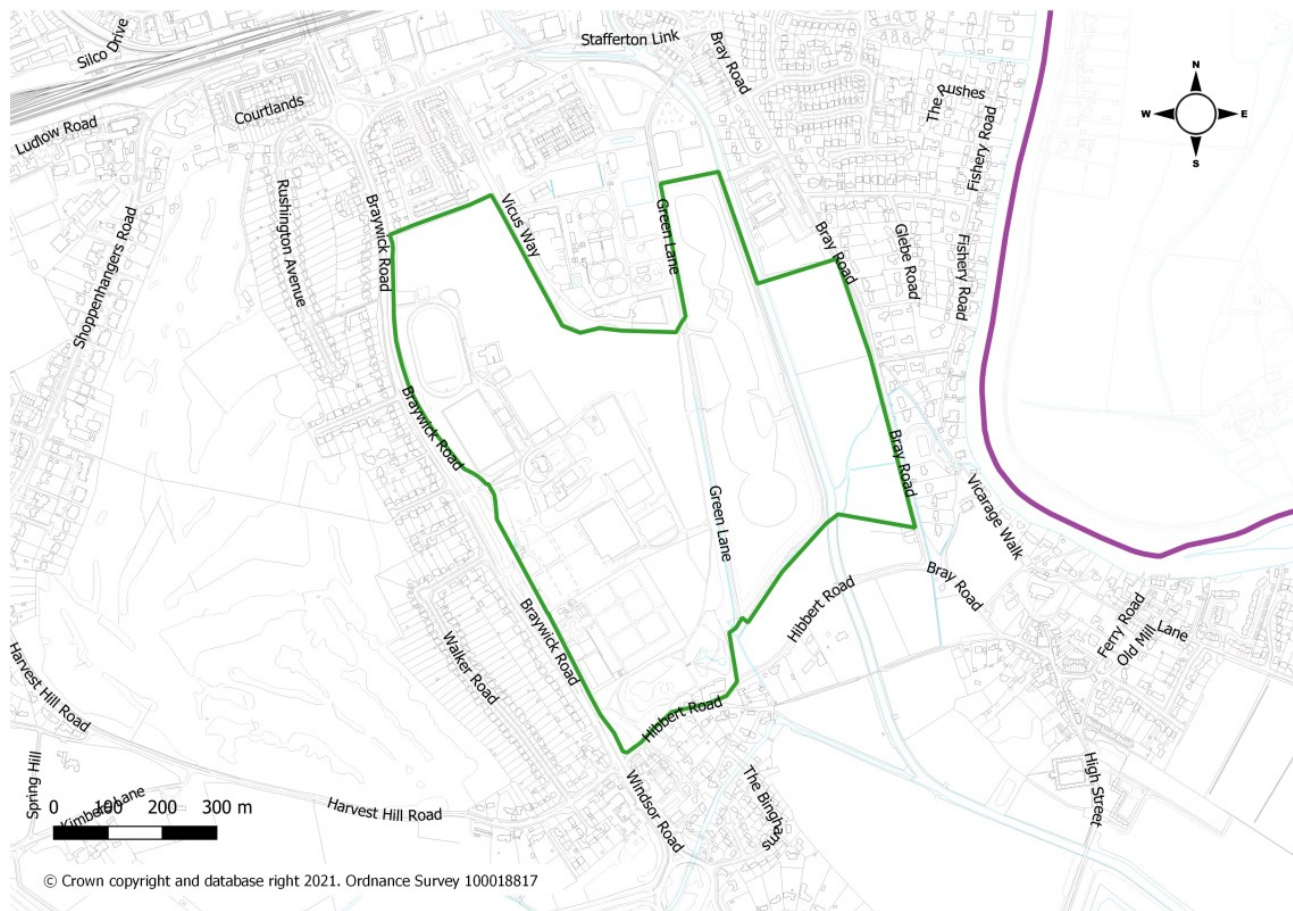 Silco Drive
Stafferton Link
Bray Road
N
W
E
S
The Rushes
Fishery Road
Courtlands
Ludlow Road
Rushington Avenue
Braywick Road
Vicus Way
Green Lane
Bray Road
Glebe Road
Fishery Road
Shoppenhangers Road
Braywick Road
Bray Road
Green Lane
Vicarage Walk
Bray Road
Hibbert Road
Ferry Road
Old Mill Lane
Braywick Road
Walker Road
Harvest Hill Road
Hibbert Road
Spring Hill
Kimbers Lane
Harvest Hill Road
Windsor Road
The Binghams
High Street
0 100 200 300 m
© Crown copyright and database right 2021. Ordnance Survey 100018817